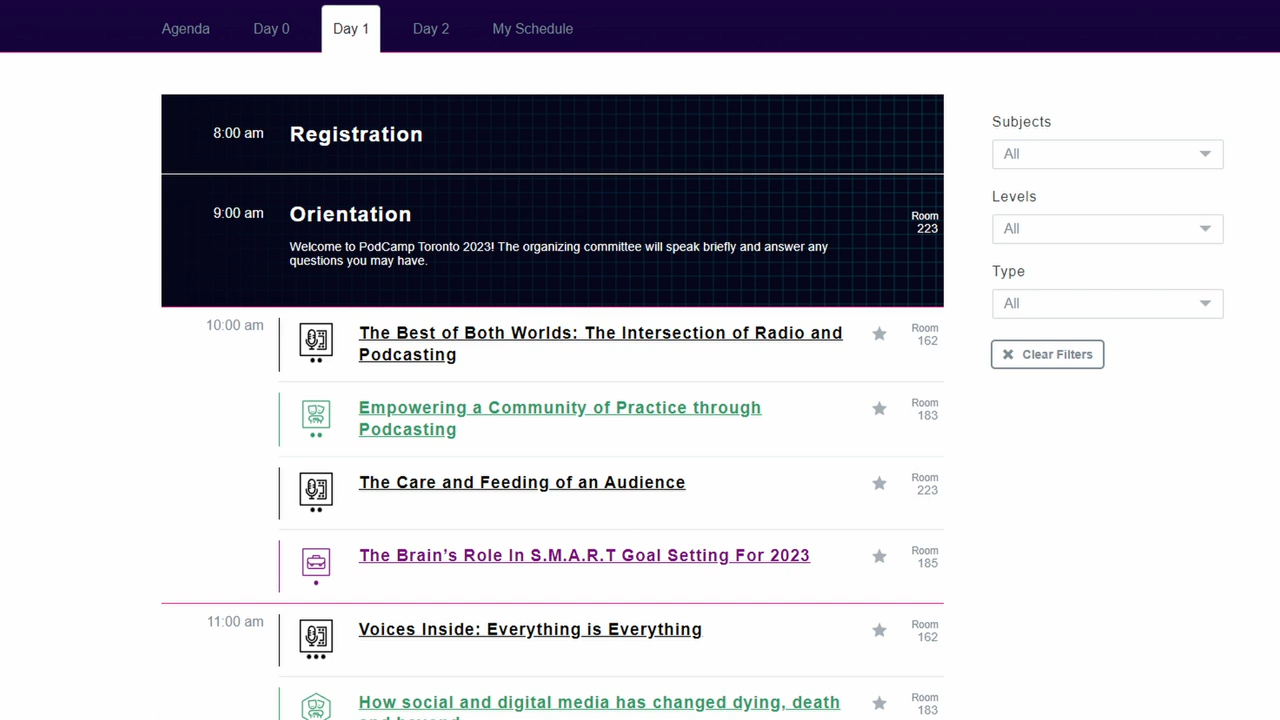 Agenda
Day 0
Day 1
Day 2
My Schedule
8:00 am
Registration
9:00 am
Orientation
Room
223
Welcome to PodCamp Toronto 2023! The organizing committee will speak briefly and answer any
questions you may have.
10:00 am
The Best of Both Worlds: The Intersection of Radio and
Podcasting
Room
162
Empowering a Community of Practice through
Podcasting
Room
183
The Care and Feeding of an Audience
Room
223
The Brain’s Role In S.M.A.R.T Goal Setting For 2023
Room
185
11:00 am
Voices Inside: Everything is Everything
Room
162
How social and digital media has changed dying, death
Room
183
Subjects
All
Levels
All
Type
All
Clear Filters